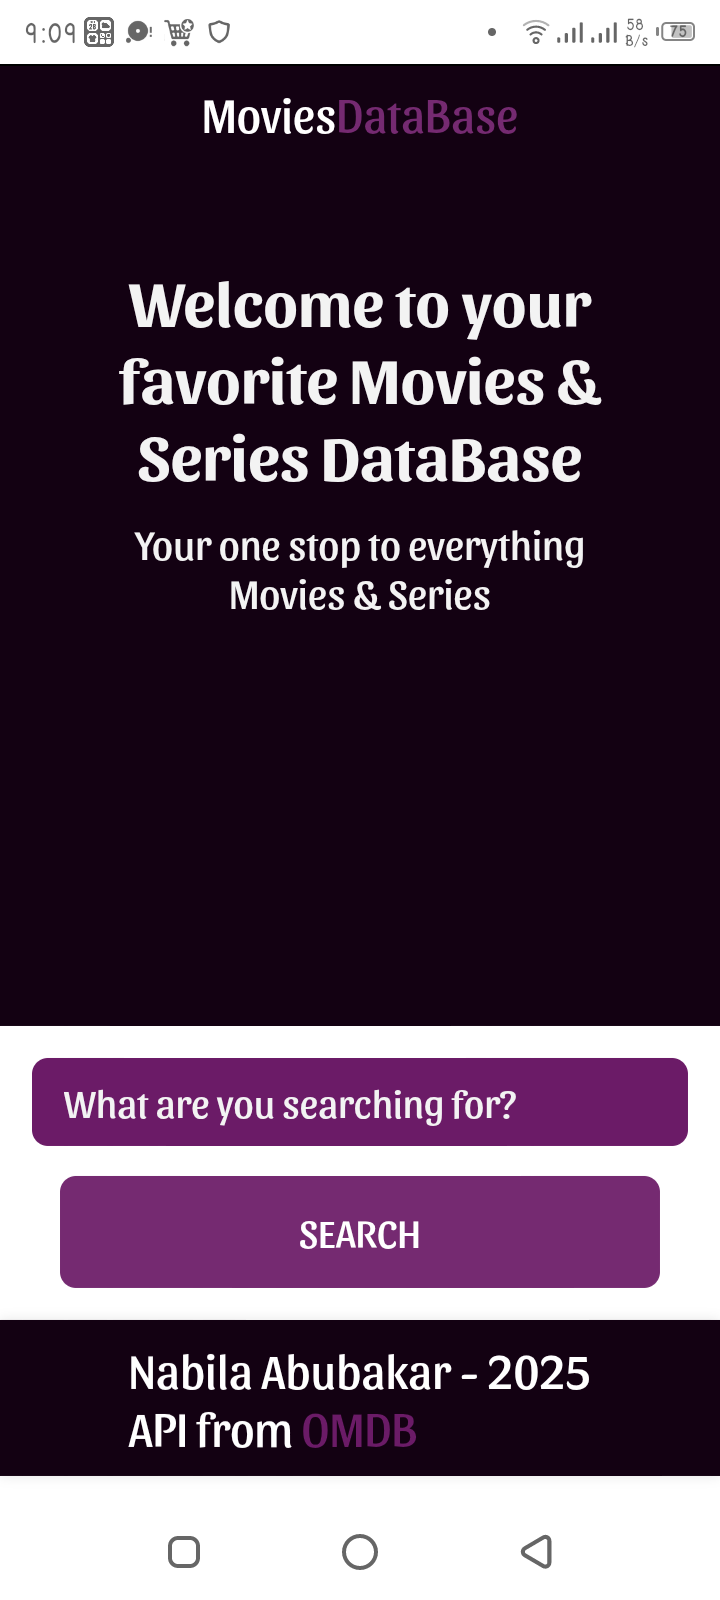 9:09 58 B/s 75
MoviesDataBase
Welcome to your
favorite Movies &
Series DataBase
Your one stop to everything
Movies & Series
What are you searching for?
SEARCH
Nabila Abubakar - 2025
API from OMDB